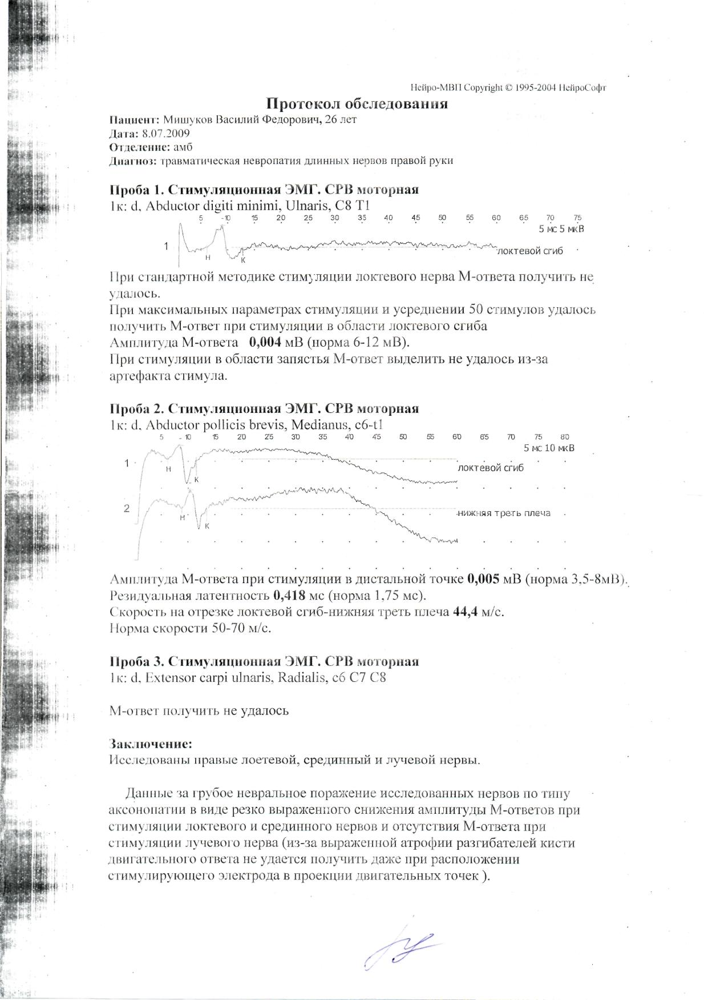 Нейро-МВП Copyright © 1995-2004 НейроСофт
Протокол обследования
Пациент: Мишуков Василий Федорович, 26 лет
Дата: 8.07.2009
Отделение: амб
Диагноз: травматическая невропатия длинных нервов правой руки
Проба 1. Стимуляционная ЭМГ. СРВ моторная
1к: d, Abductor digiti minimi, Ulnaris, C8 T1
5 10 15 20 25 30 35 40 45 50 55 60 65 70 75
5 мс 5 мкВ
1 локтевой сгиб
Н К
При стандартной методике стимуляции локтевого нерва М-ответа получить не
удалось.
При максимальных параметрах стимуляции и усреднении 50 стимулов удалось
получить М-ответ при стимуляции в области локтевого сгиба
Амплитуда М-ответа 0,004 мВ (норма 6-12 мВ).
При стимуляции в области запястья М-ответ выделить не удалось из-за
артефакта стимула.
Проба 2. Стимуляционная ЭМГ. СРВ моторная
1к: d, Abductor pollicis brevis, Medianus, c6-t1
5 10 15 20 25 30 35 40 45 50 55 60 65 70 75 80
5 мс 10 мкВ
1 локтевой сгиб
Н К
2 нижняя треть плеча
Н К
Амплитуда М-ответа при стимуляции в дистальной точке 0,005 мВ (норма 3,5-8мВ).
Резидуальная латентность 0,418 мс (норма 1,75 мс).
Скорость на отрезке локтевой сгиб-нижняя треть плеча 44,4 м/с.
Норма скорости 50-70 м/с.
Проба 3. Стимуляционная ЭМГ. СРВ моторная
1к: d, Extensor carpi ulnaris, Radialis, c6 C7 C8
М-ответ получить не удалось
Заключение:
Исследованы правые лоетевой, срединный и лучевой нервы.
Данные за грубое невральное поражение исследованных нервов по типу
аксонопатии в виде резко выраженного снижения амплитуды М-ответов при
стимуляции локтевого и срединного нервов и отсутствия М-ответа при
стимуляции лучевого нерва (из-за выраженной атрофии разгибателей кисти
двигательного ответа не удается получить даже при расположении
стимулирующего электрода в проекции двигательных точек ).